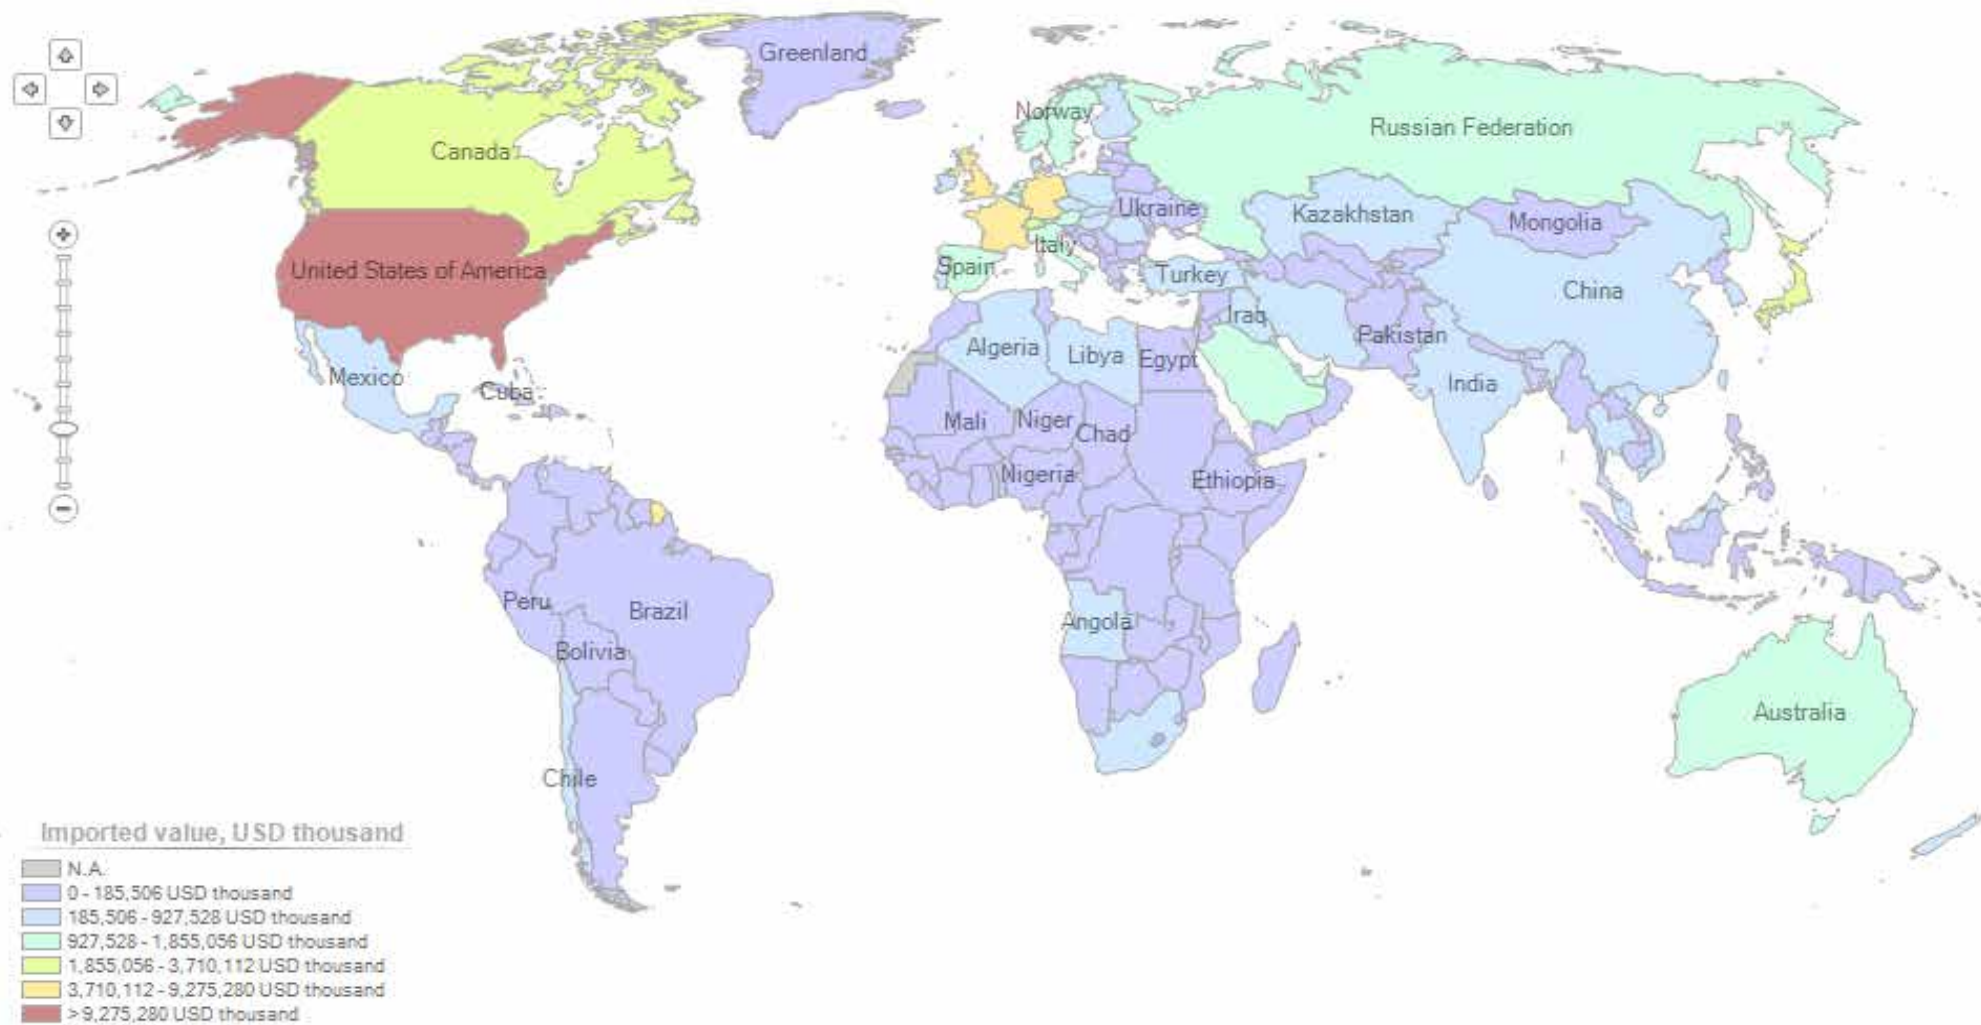 Greenland
Norway
Russian Federation
Canada
Ukraine
Kazakhstan
Mongolia
Italy
Spain
United States of America
Turkey
China
Iraq
Pakistan
Algeria
Libya
Egypt
Mexico
India
Cuba
Mali
Niger
Chad
Nigeria
Ethiopia
Peru
Brazil
Angola
Bolivia
Australia
Chile
Imported value, USD thousand
N.A.
0 - 185,506 USD thousand
185,506 - 927,528 USD thousand
927,528 - 1,855,056 USD thousand
1,855,056 - 3,710,112 USD thousand
3,710,112 - 9,275,280 USD thousand
> 9,275,280 USD thousand